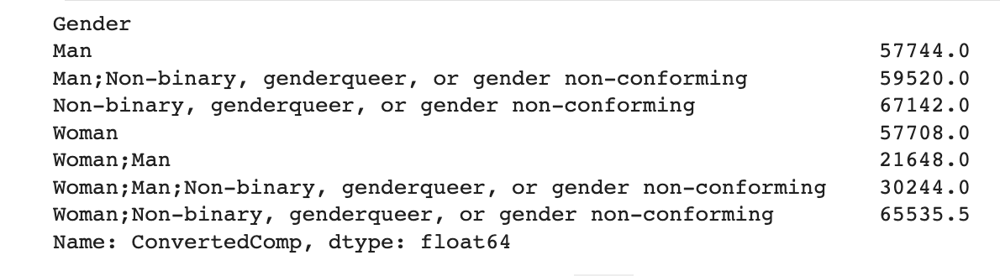 Gender
Man 57744.0
Man;Non-binary, genderqueer, or gender non-conforming 59520.0
Non-binary, genderqueer, or gender non-conforming 67142.0
Woman 57708.0
Woman;Man 21648.0
Woman;Man;Non-binary, genderqueer, or gender non-conforming 30244.0
Woman;Non-binary, genderqueer, or gender non-conforming 65535.5
Name: ConvertedComp, dtype: float64